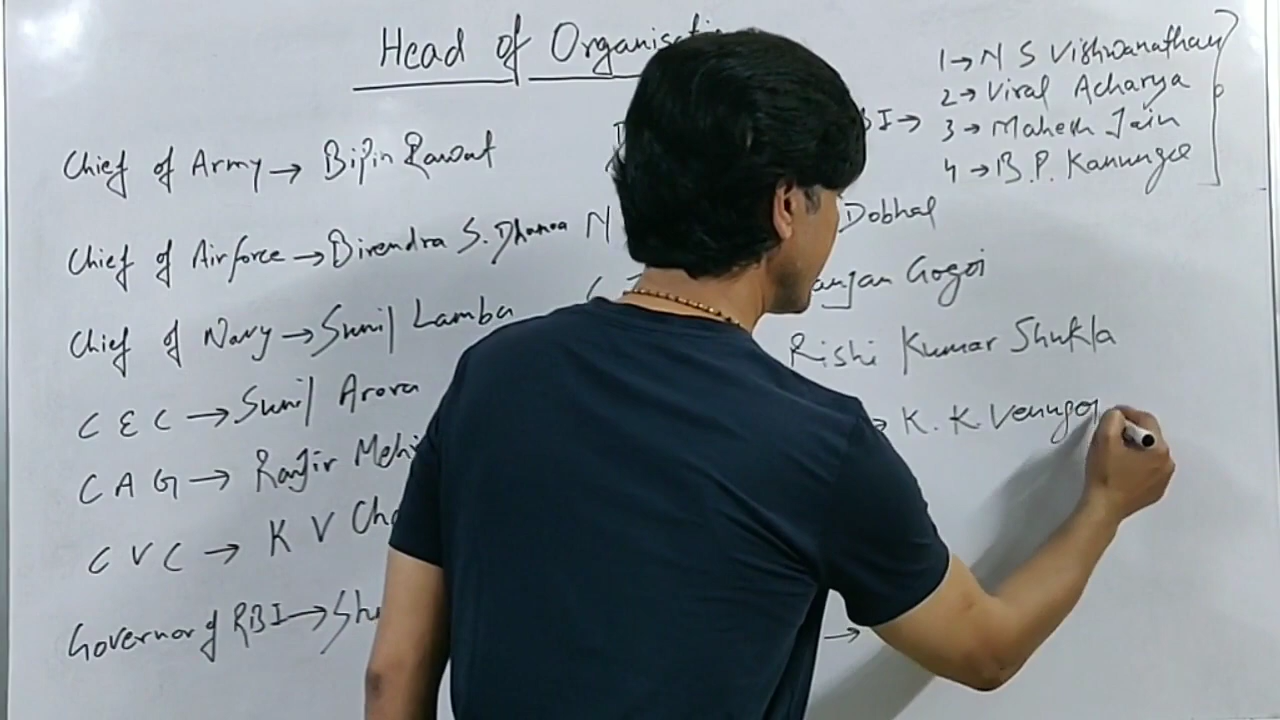 Head of Organisati
Chief of Army → Bipin Rawat
Chief of Airforce → Birendra S. Dhanoa
Chief of Navy → Sunil Lamba
C E C → Sunil Arora
C A G → Ranjir Meh
C V C → K V Cho
Governor of RBI → Sh
BI →
1 → N S Vishwanathan
2 → Viral Acharya
3 → Mahesh Jain
4 → B.P. Kanungo
N
Dobhal
anjan Gogoi
Rishi Kumar Shukla
→ K. K. Venugo
→